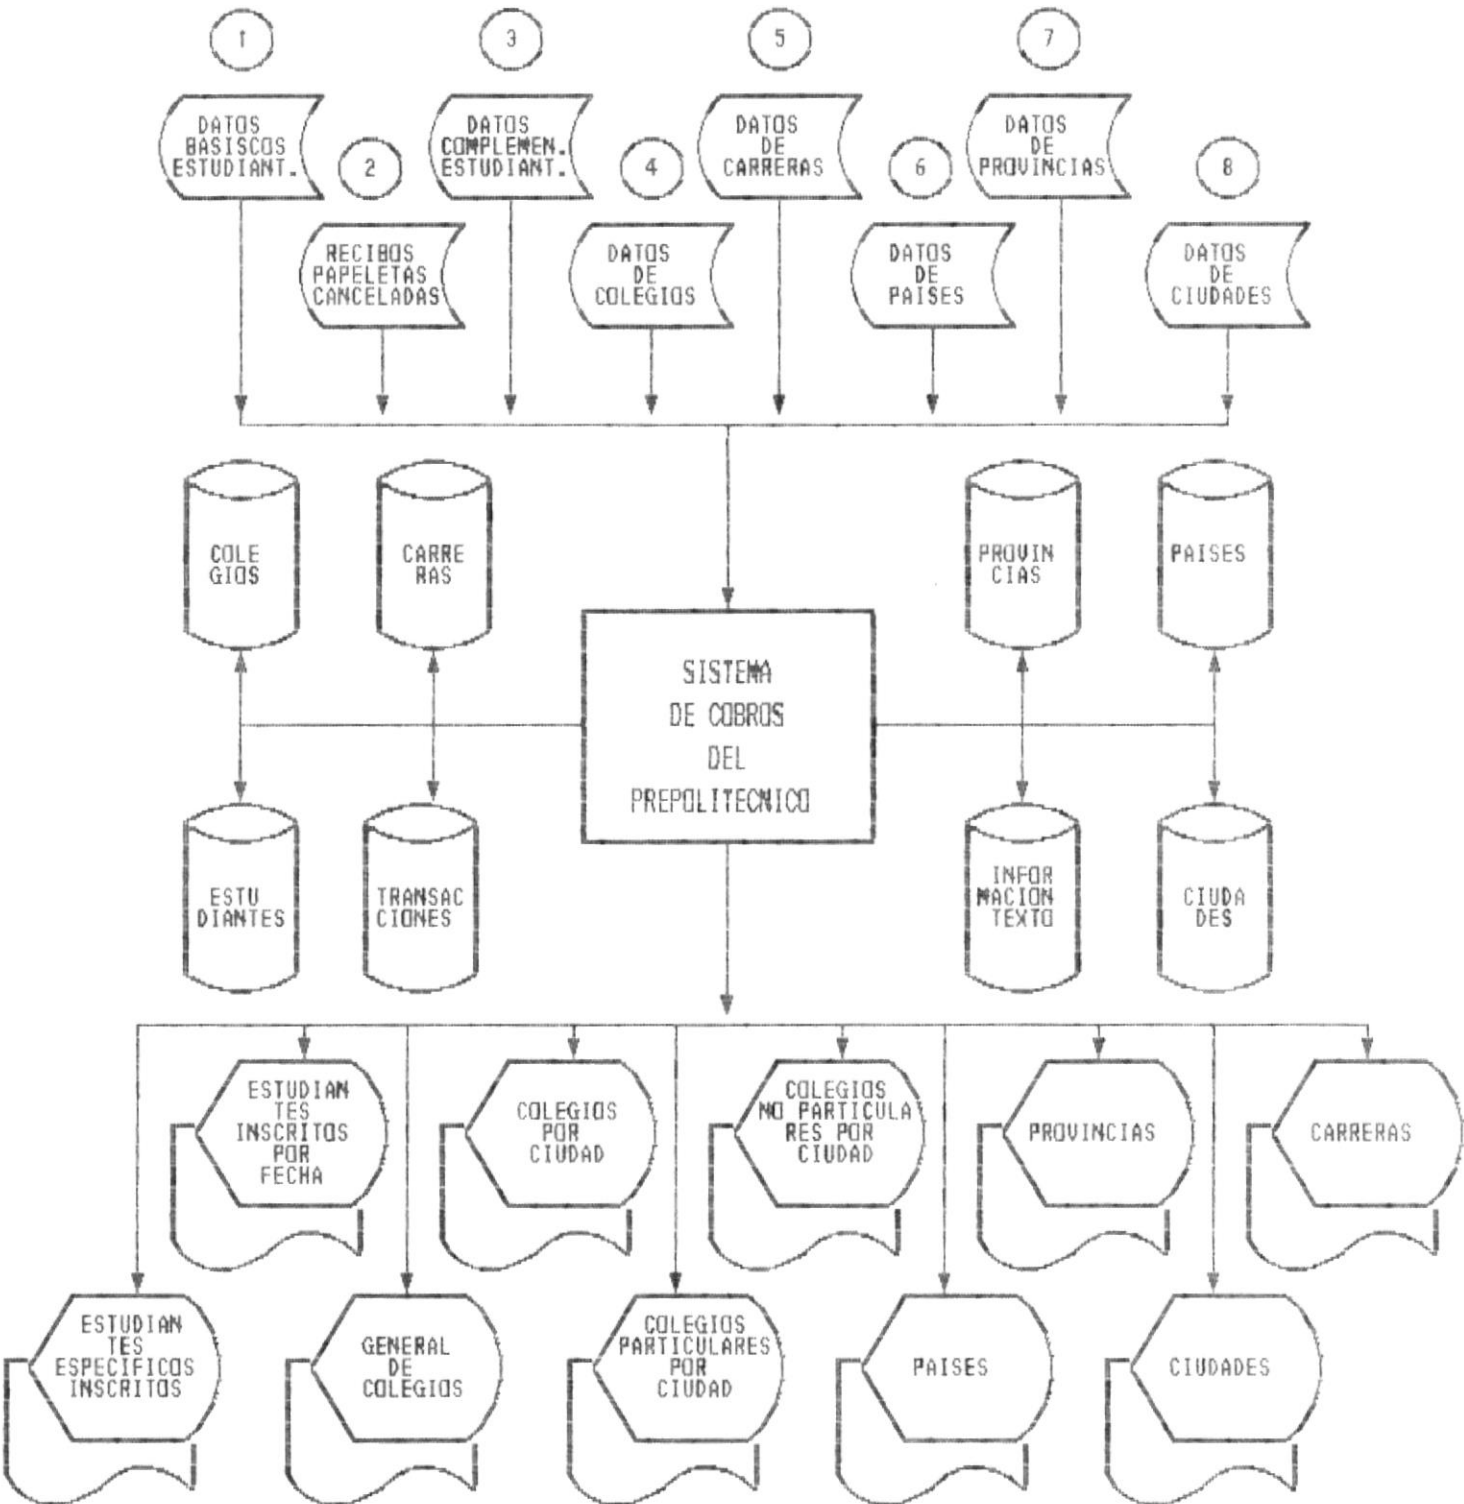 1
3
5
7
DATOS
BASISCOS
ESTUDIANT.
2
DATOS
COMPLEMEN.
ESTUDIANT.
4
DATOS
DE
CARRERAS
6
DATOS
DE
PROVINCIAS
8
RECIBOS
PAPELETAS
CANCELADAS
DATOS
DE
COLEGIOS
DATOS
DE
PAISES
DATOS
DE
CIUDADES
COLE
GIOS
CARRE
RAS
PROVIN
CIAS
PAISES
SISTEMA
DE COBROS
DEL
PREPOLITECNICO
ESTU
DIANTES
TRANSAC
CIONES
INFOR
MACION
TEXTO
CIUDA
DES
ESTUDIAN
TES
INSCRITOS
POR
FECHA
COLEGIOS
POR
CIUDAD
COLEGIOS
NO PARTICULA
RES POR
CIUDAD
PROVINCIAS
CARRERAS
ESTUDIAN
TES
ESPECIFICOS
INSCRITOS
GENERAL
DE
COLEGIOS
COLEGIOS
PARTICULARES
POR
CIUDAD
PAISES
CIUDADES